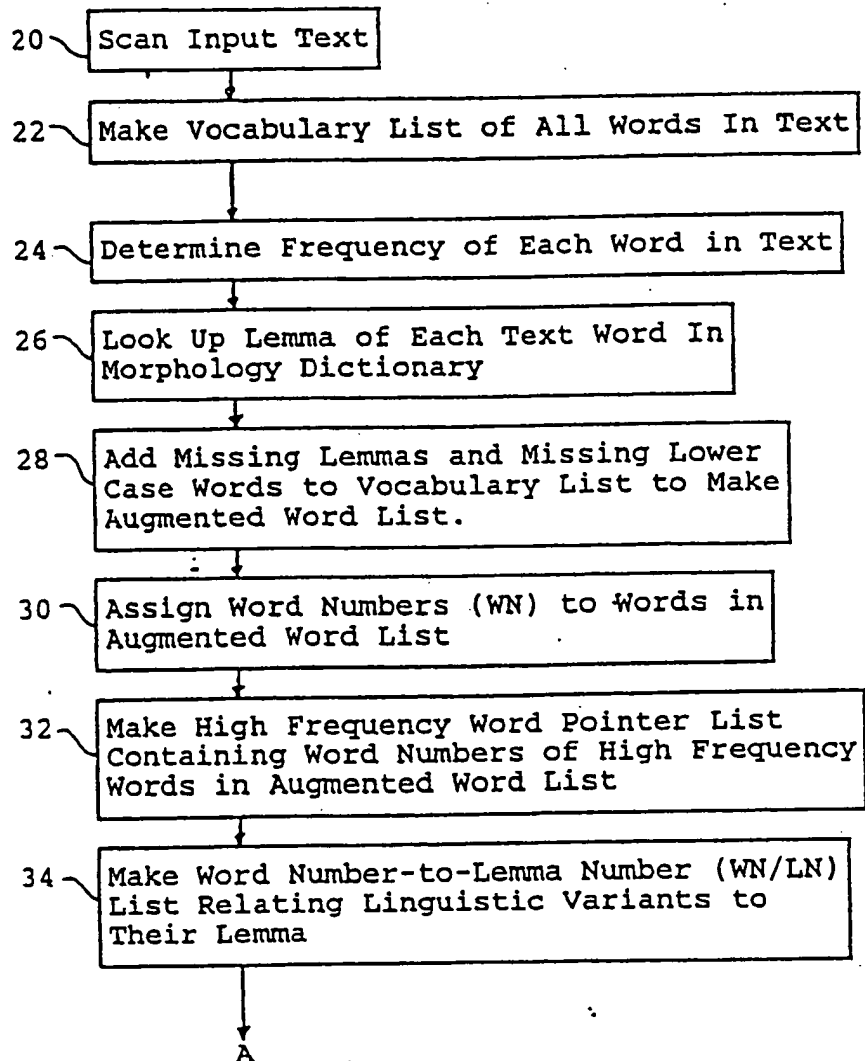 20 Scan Input Text
22 Make Vocabulary List of All Words In Text
24 Determine Frequency of Each Word in Text
26 Look Up Lemma of Each Text Word In
Morphology Dictionary
28 Add Missing Lemmas and Missing Lower
Case Words to Vocabulary List to Make
Augmented Word List.
30 Assign Word Numbers (WN) to Words in
Augmented Word List
32 Make High Frequency Word Pointer List
Containing Word Numbers of High Frequency
Words in Augmented Word List
34 Make Word Number-to-Lemma Number (WN/LN)
List Relating Linguistic Variants to
Their Lemma
A